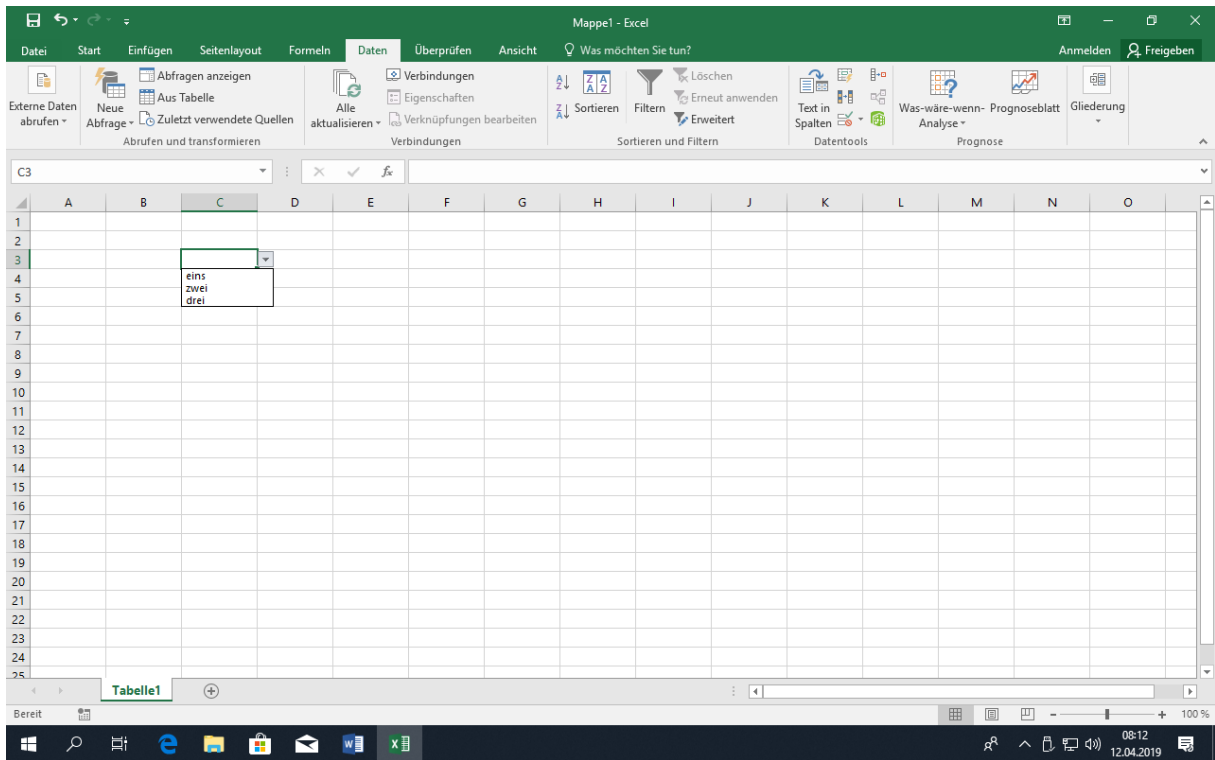 Mappe1 - Excel
Datei Start Einfügen Seitenlayout Formeln Daten Überprüfen Ansicht Was möchten Sie tun? Anmelden Freigeben
Externe Daten abrufen
Neue Abfrage
Abfragen anzeigen
Aus Tabelle
Zuletzt verwendete Quellen
Abrufen und transformieren
Alle aktualisieren
Verbindungen
Eigenschaften
Verknüpfungen bearbeiten
Verbindungen
Sortieren
Filtern
Löschen
Erneut anwenden
Erweitert
Sortieren und Filtern
Text in Spalten
Datentools
Was-wäre-wenn-Analyse
Prognoseblatt
Prognose
Gliederung
C3 fx
A B C D E F G H I J K L M N O
1
2
3
4 eins
zwei
5 drei
6
7
8
9
10
11
12
13
14
15
16
17
18
19
20
21
22
23
24
25
Tabelle1
Bereit 100 %
08:12
12.04.2019